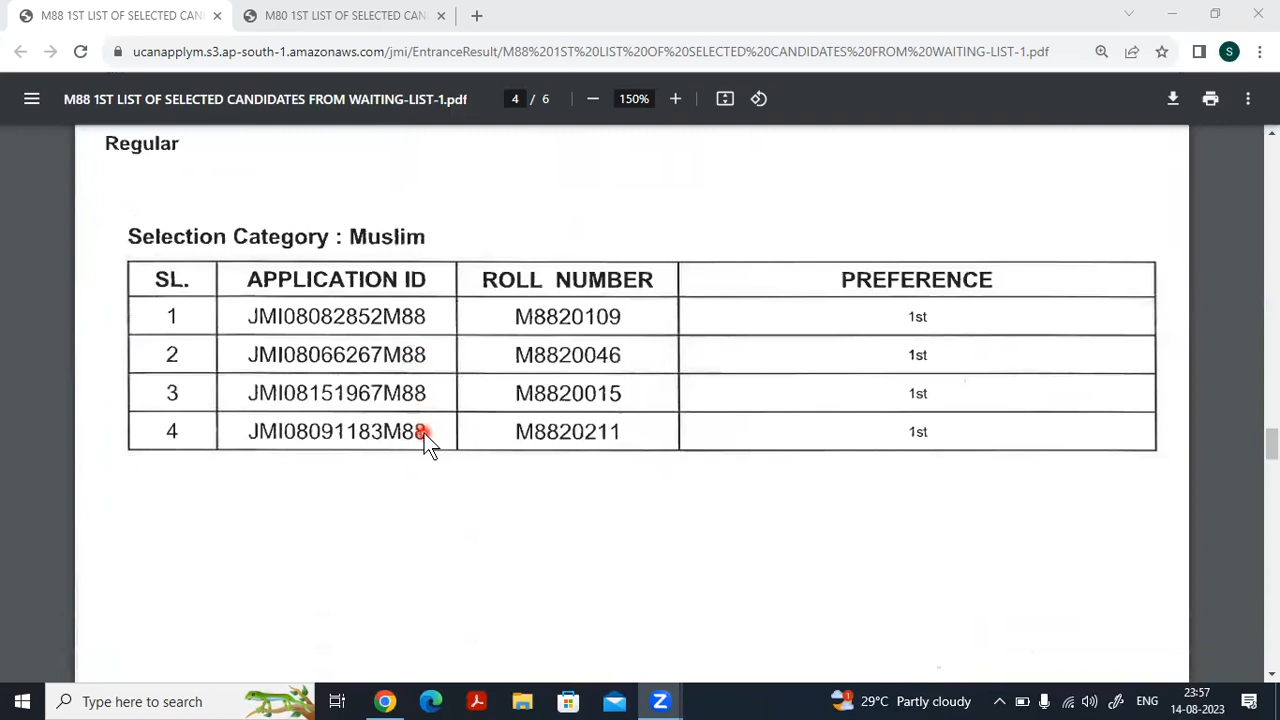 M88 1ST LIST OF SELECTED CAN
M80 1ST LIST OF SELECTED CAN
ucanapplym.s3.ap-south-1.amazonaws.com/jmi/EntranceResult/M88%201ST%20LIST%20OF%20SELECTED%20CANDIDATES%20FROM%20WAITING-LIST-1.pdf
S
M88 1ST LIST OF SELECTED CANDIDATES FROM WAITING-LIST-1.pdf
4 / 6
150%
Regular
Selection Category : Muslim
SL. APPLICATION ID ROLL NUMBER PREFERENCE
1 JMI08082852M88 M8820109 1st
2 JMI08066267M88 M8820046 1st
3 JMI08151967M88 M8820015 1st
4 JMI08091183M88 M8820211 1st
Type here to search
1
29°C Partly cloudy
ENG
23:57
14-08-2023